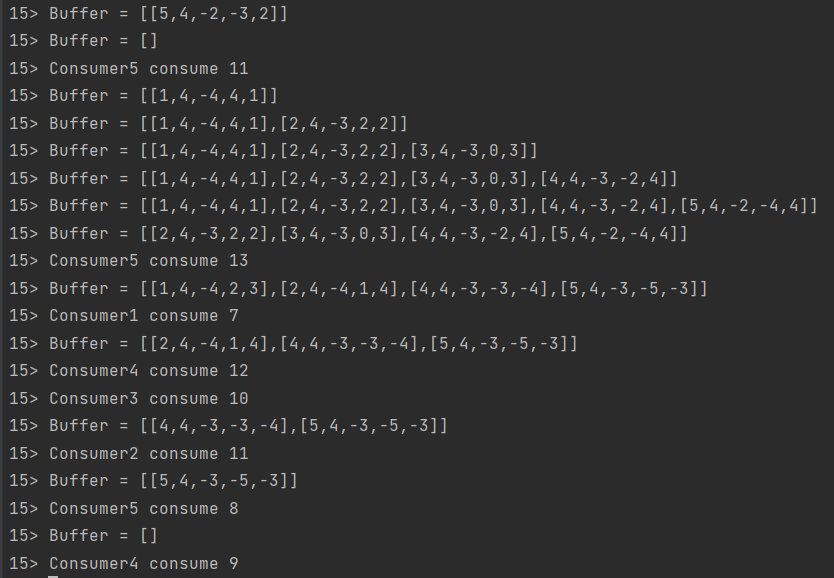 15> Buffer = [[5,4,-2,-3,2]]
15> Buffer = []
15> Consumer5 consume 11
15> Buffer = [[1,4,-4,4,1]]
15> Buffer = [[1,4,-4,4,1],[2,4,-3,2,2]]
15> Buffer = [[1,4,-4,4,1],[2,4,-3,2,2],[3,4,-3,0,3]]
15> Buffer = [[1,4,-4,4,1],[2,4,-3,2,2],[3,4,-3,0,3],[4,4,-3,-2,4]]
15> Buffer = [[1,4,-4,4,1],[2,4,-3,2,2],[3,4,-3,0,3],[4,4,-3,-2,4],[5,4,-2,-4,4]]
15> Buffer = [[2,4,-3,2,2],[3,4,-3,0,3],[4,4,-3,-2,4],[5,4,-2,-4,4]]
15> Consumer5 consume 13
15> Buffer = [[1,4,-4,2,3],[2,4,-4,1,4],[4,4,-3,-3,-4],[5,4,-3,-5,-3]]
15> Consumer1 consume 7
15> Buffer = [[2,4,-4,1,4],[4,4,-3,-3,-4],[5,4,-3,-5,-3]]
15> Consumer4 consume 12
15> Consumer3 consume 10
15> Buffer = [[4,4,-3,-3,-4],[5,4,-3,-5,-3]]
15> Consumer2 consume 11
15> Buffer = [[5,4,-3,-5,-3]]
15> Consumer5 consume 8
15> Buffer = []
15> Consumer4 consume 9